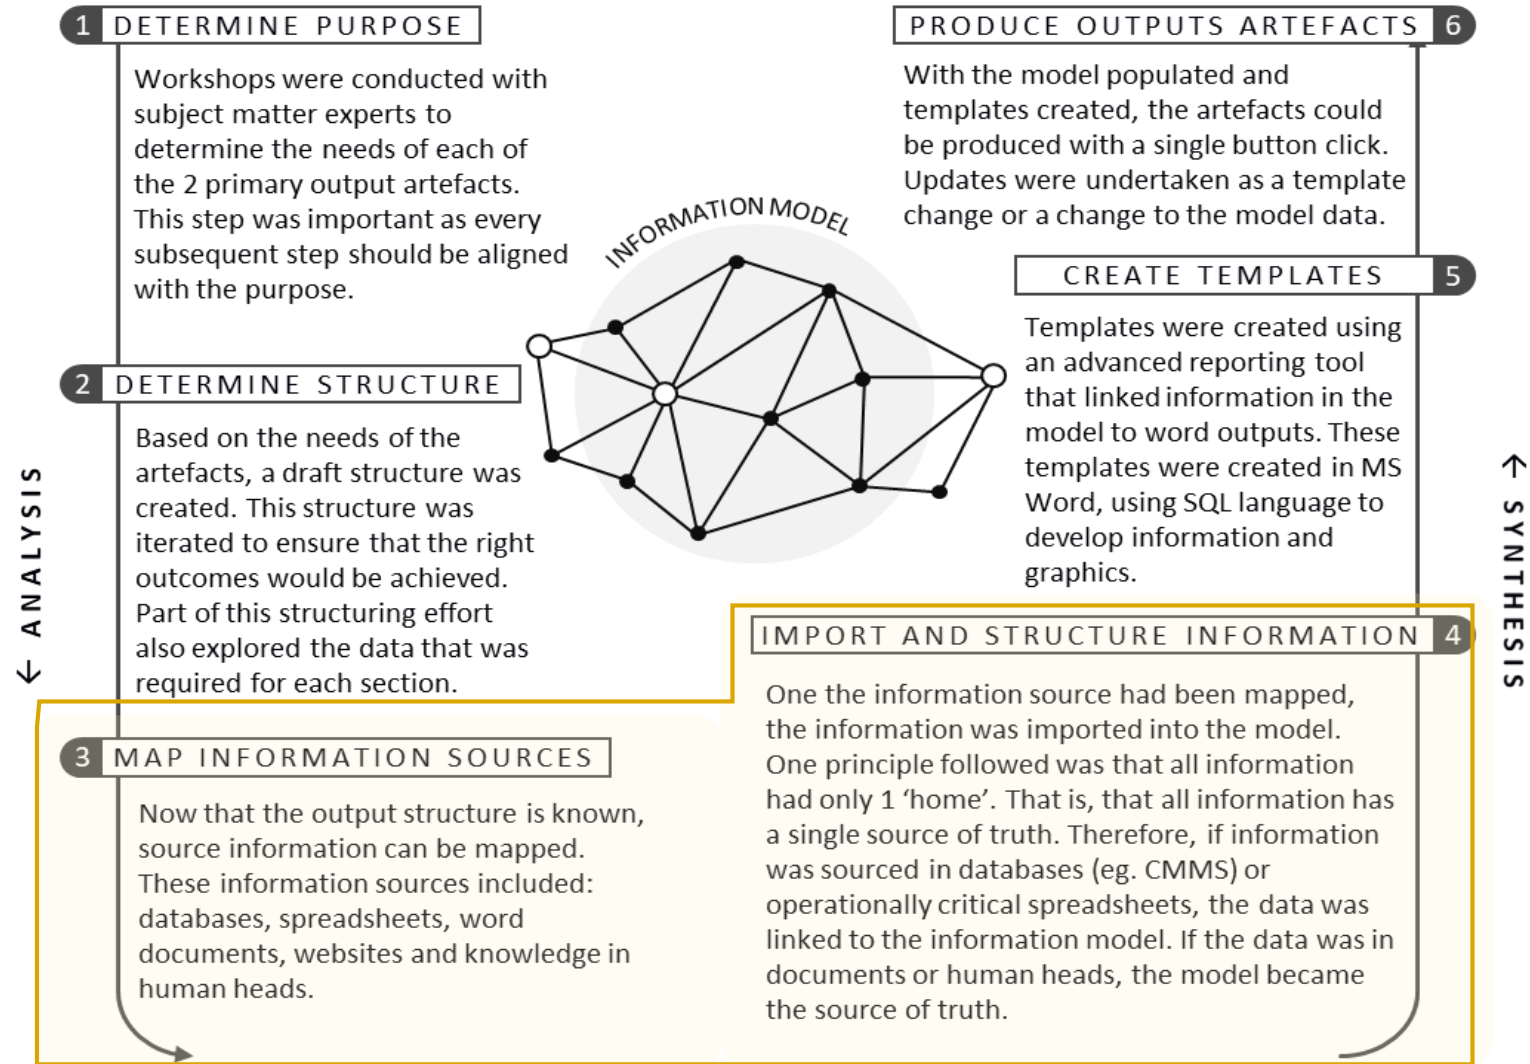 1 DETERMINE PURPOSE
Workshops were conducted with
subject matter experts to
determine the needs of each of
the 2 primary output artefacts.
This step was important as every
subsequent step should be aligned
with the purpose.
2 DETERMINE STRUCTURE
Based on the needs of the
artefacts, a draft structure was
created. This structure was
iterated to ensure that the right
outcomes would be achieved.
Part of this structuring effort
also explored the data that was
required for each section.
3 MAP INFORMATION SOURCES
Now that the output structure is known,
source information can be mapped.
These information sources included:
databases, spreadsheets, word
documents, websites and knowledge in
human heads.
← ANALYSIS
INFORMATION MODEL
PRODUCE OUTPUTS ARTEFACTS 6
With the model populated and
templates created, the artefacts could
be produced with a single button click.
Updates were undertaken as a template
change or a change to the model data.
CREATE TEMPLATES 5
Templates were created using
an advanced reporting tool
that linked information in the
model to word outputs. These
templates were created in MS
Word, using SQL language to
develop information and
graphics.
IMPORT AND STRUCTURE INFORMATION 4
One the information source had been mapped,
the information was imported into the model.
One principle followed was that all information
had only 1 ‘home’. That is, that all information has
a single source of truth. Therefore, if information
was sourced in databases (eg. CMMS) or
operationally critical spreadsheets, the data was
linked to the information model. If the data was in
documents or human heads, the model became
the source of truth.
← SYNTHESIS